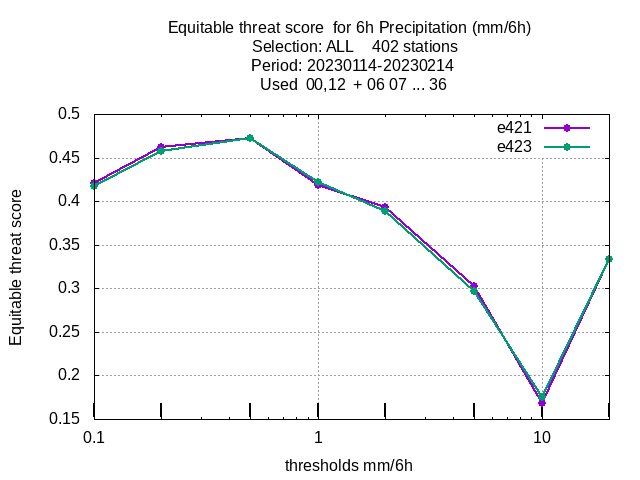 Equitable threat score  for 6h Precipitation (mm/6h)
Selection: ALL    402 stations
Period: 20230114-20230214
Used  00,12  + 06 07 ... 36
e421
e423
0.5
0.45
0.4
0.35
0.3
0.25
0.2
0.15
Equitable threat score
0.1 1 10
thresholds mm/6h